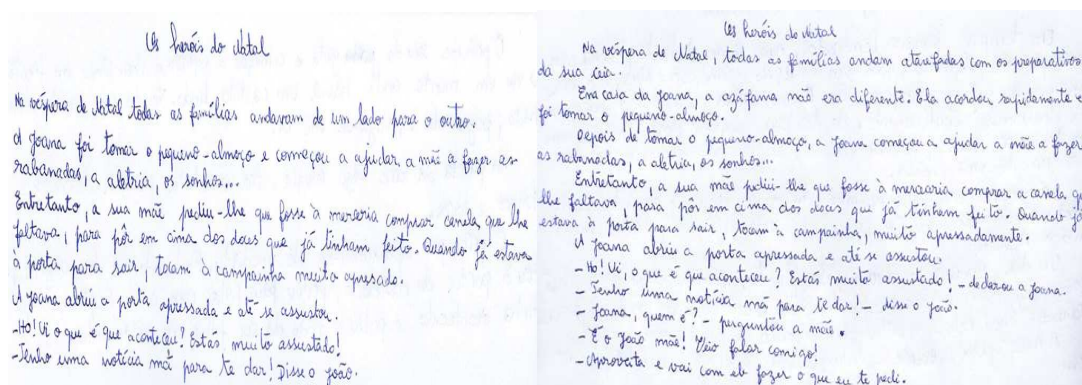 Os heróis do Natal
Na véspera de Natal todas as famílias andavam de um lado para o outro.
A Joana foi tomar o pequeno-almoço e começou a ajudar a mãe a fazer as
rabanadas, a aletria, os sonhos...
Entretanto, a sua mãe pediu-lhe que fosse à mercearia comprar canela que lhe
faltava, para pôr em cima dos doces que já tinham feito. Quando já estava
à porta para sair, tocam à campainha muito apressado.
A Joana abriu a porta apressada e até se assustou.
-Ho! Vi o que é que aconteceu? Estás muito assustado!
-Tenho uma notícia má para te dar! Disse o João.
Os heróis do Natal
Na véspera de Natal, todas as famílias andam atarefadas com os preparativos
da sua ceia.
Em casa da Joana, a azáfama não era diferente. Ela acordou rapidamente e
foi tomar o pequeno-almoço.
Depois de tomar o pequeno-almoço, a Joana começou a ajudar a mãe a fazer
as rabanadas, a aletria, os sonhos...
Entretanto, a sua mãe pediu-lhe que fosse à mercearia comprar a canela que
lhe faltava, para pôr em cima dos doces que já tinham feito. Quando já
estava à porta para sair, tocam à campainha, muito apressadamente.
A Joana abriu a porta apressada e até se assustou.
- Ho! Vi, o que é que aconteceu? Estás muito assustado! - declarou a Joana.
- Tenho uma notícia má para te dar! - disse o João.
- Joana, quem é? - perguntou a mãe.
- É o João mãe! Veio falar comigo!
- Aproveita e vai com ele fazer o que eu te pedi.